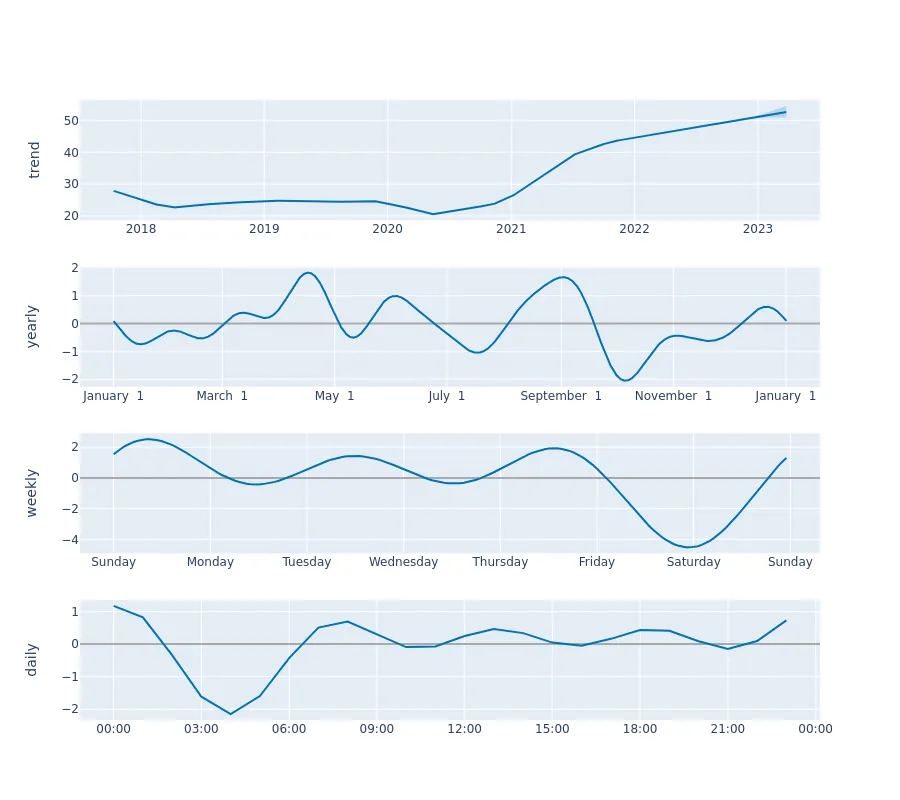 trend
50
40
30
20
2018 2019 2020 2021 2022 2023
yearly
2
1
0
−1
−2
January 1 March 1 May 1 July 1 September 1 November 1 January 1
weekly
2
0
−2
−4
Sunday Monday Tuesday Wednesday Thursday Friday Saturday Sunday
daily
1
0
−1
−2
00:00 03:00 06:00 09:00 12:00 15:00 18:00 21:00 00:00